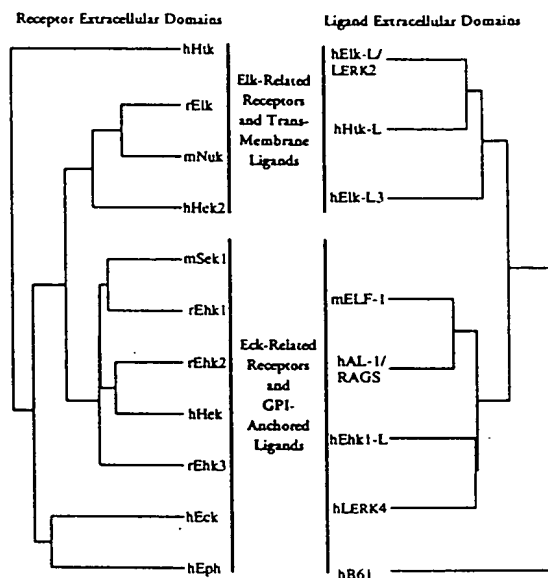 Receptor Extracellular Domains
Ligand Extracellular Domains
hHtk
rElk
mNuk
hHek2
mSek1
rEhk1
rEhk2
hHek
rEhk3
hEck
hEph
Elk-Related
Receptors
and Trans-
Membrane
Ligands
Eck-Related
Receptors
and
GPI-
Anchored
Ligands
hElk-L/
LERK2
hHtk-L
hElk-L3
mELF-1
hAL-1/
RAGS
hEhk1-L
hLERK4
hB61